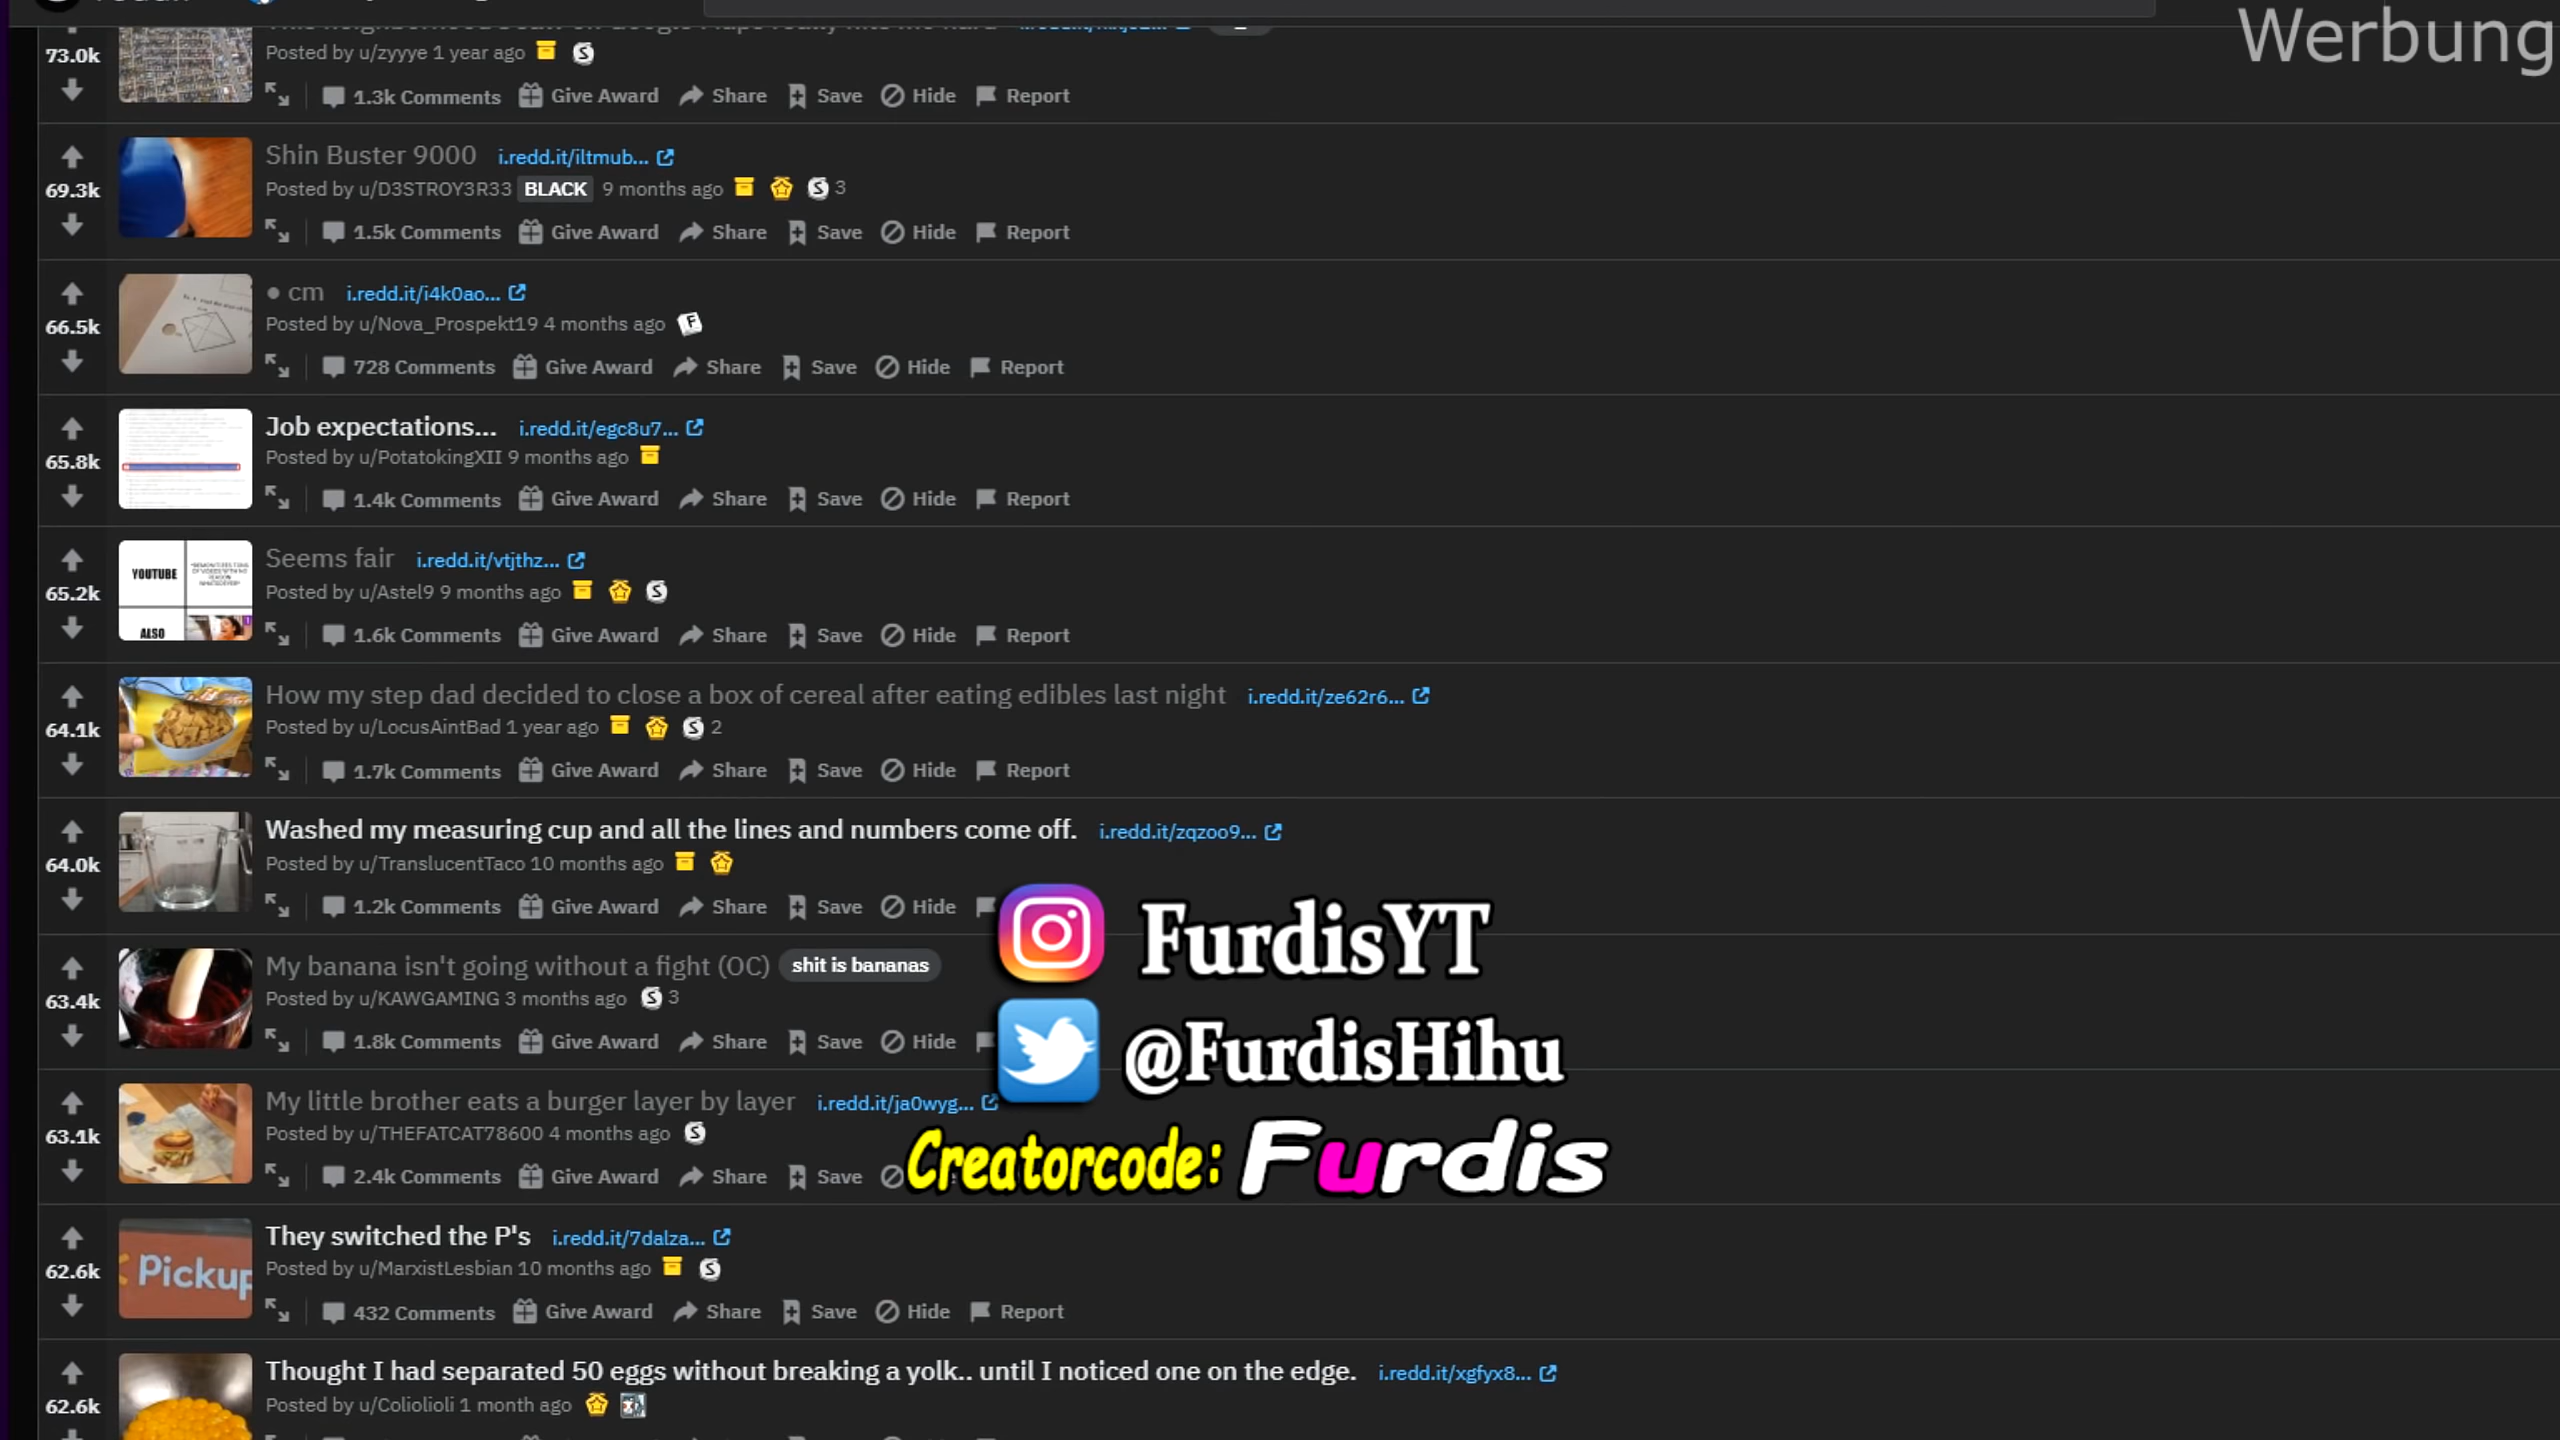 Werbung
73.0k
Posted by u/zyyye 1 year ago
1.3k Comments Give Award Share Save Hide Report
Shin Buster 9000 i.redd.it/iltmub...
69.3k
Posted by u/D3STROY3R33 BLACK 9 months ago 3
1.5k Comments Give Award Share Save Hide Report
• cm i.redd.it/i4k0ao...
66.5k
Posted by u/Nova_Prospekt19 4 months ago
728 Comments Give Award Share Save Hide Report
Job expectations... i.redd.it/egc8u7...
65.8k
Posted by u/PotatokingXII 9 months ago
1.4k Comments Give Award Share Save Hide Report
Seems fair i.redd.it/vtjthz...
65.2k
YOUTUBE
ALSO
Posted by u/Astel9 9 months ago
1.6k Comments Give Award Share Save Hide Report
How my step dad decided to close a box of cereal after eating edibles last night i.redd.it/ze62r6...
64.1k
Posted by u/LocusAintBad 1 year ago 2
1.7k Comments Give Award Share Save Hide Report
Washed my measuring cup and all the lines and numbers come off. i.redd.it/zqzoo9...
64.0k
Posted by u/TranslucentTaco 10 months ago
1.2k Comments Give Award Share Save Hide
FurdisYT
My banana isn't going without a fight (OC) shit is bananas
63.4k
Posted by u/KAWGAMING 3 months ago 3
1.8k Comments Give Award Share Save Hide
@FurdisHihu
My little brother eats a burger layer by layer i.redd.it/ja0wyg...
63.1k
Posted by u/THEFATCAT78600 4 months ago
2.4k Comments Give Award Share Save
Creatorcode: Furdis
They switched the P's i.redd.it/7dalza...
62.6k
Pickup
Posted by u/MarxistLesbian 10 months ago
432 Comments Give Award Share Save Hide Report
Thought I had separated 50 eggs without breaking a yolk.. until I noticed one on the edge. i.redd.it/xgfyx8...
62.6k
Posted by u/Coliolioli 1 month ago